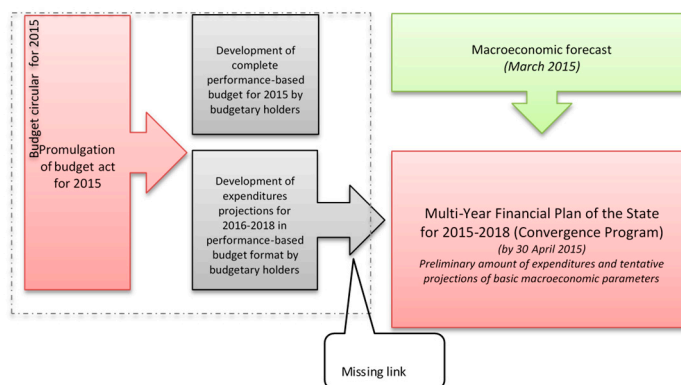 Budget circular for 2015
Promulgation
of budget act
for 2015
Development of
complete
performance-based
budget for 2015 by
budgetary holders
Development of
expenditures
projections for
2016-2018 in
performance-based
budget format by
budgetary holders
Missing link
Macroeconomic forecast
(March 2015)
Multi-Year Financial Plan of the State
for 2015-2018 (Convergence Program)
(by 30 April 2015)
Preliminary amount of expenditures and tentative
projections of basic macroeconomic parameters